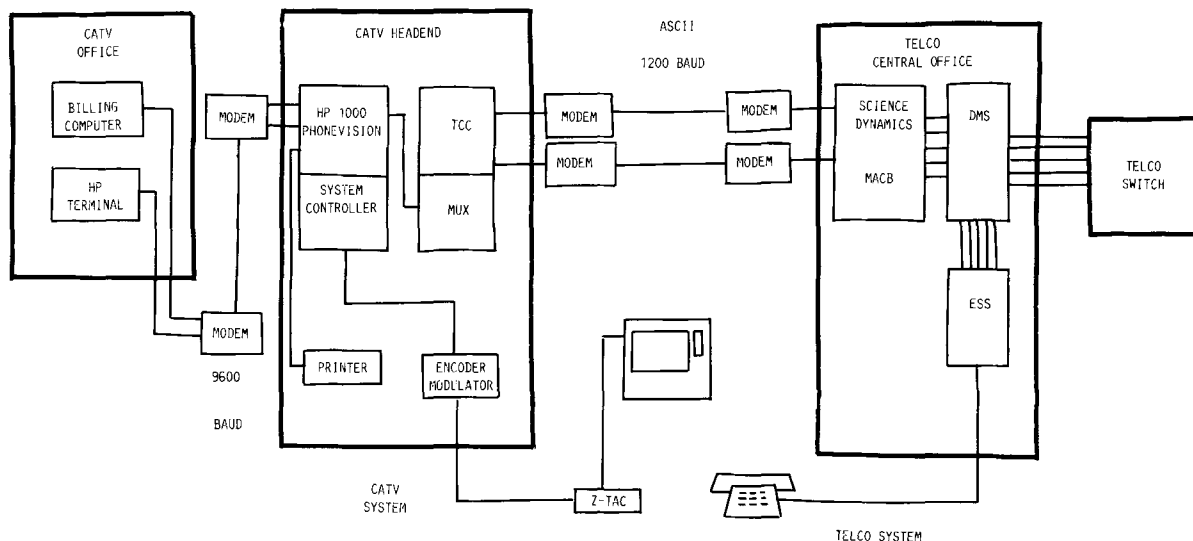 CATV
OFFICE
BILLING
COMPUTER
HP
TERMINAL
MODEM
MODEM
9600
BAUD
CATV HEADEND
HP 1000
PHONEVISION
SYSTEM
CONTROLLER
TCC
MUX
PRINTER
ENCODER
MODULATOR
ASCII
1200 BAUD
MODEM
MODEM
MODEM
MODEM
TELCO
CENTRAL OFFICE
SCIENCE
DYNAMICS
MACB
DMS
ESS
TELCO
SWITCH
CATV
SYSTEM
Z-TAC
TELCO SYSTEM